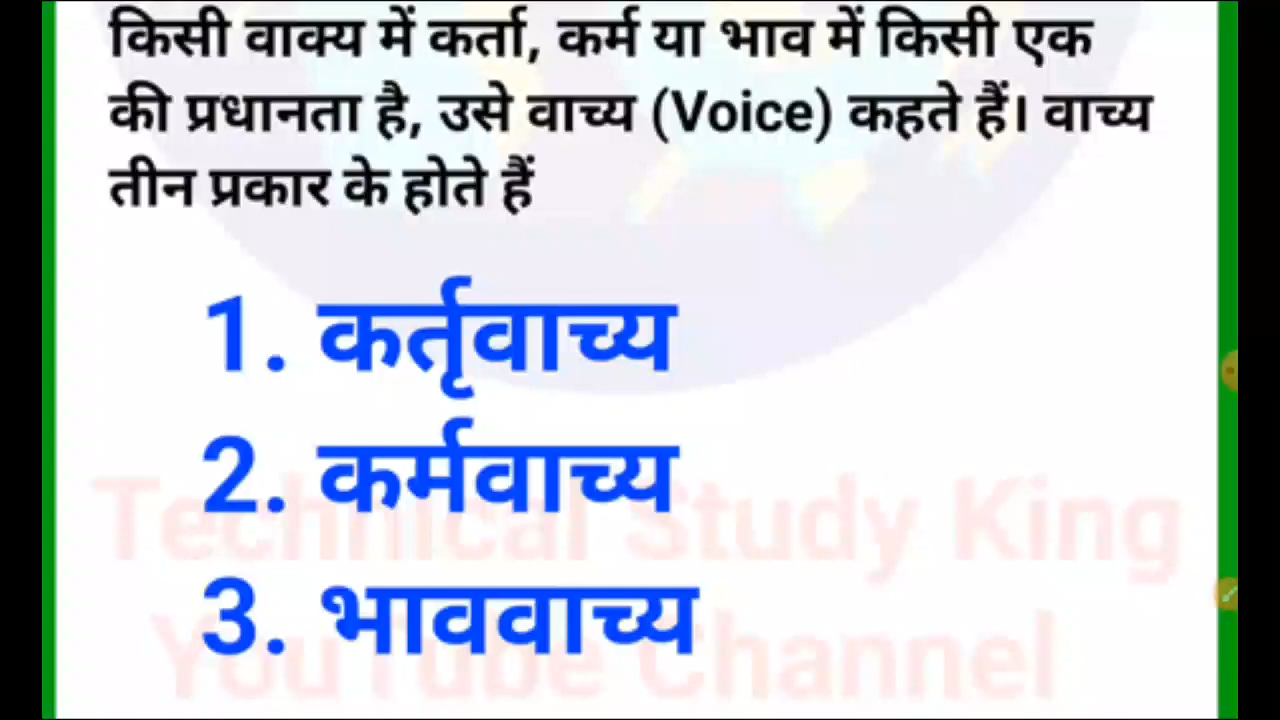 किसी वाक्य में कर्ता, कर्म या भाव में किसी एक
की प्रधानता है, उसे वाच्य (Voice) कहते हैं। वाच्य
तीन प्रकार के होते हैं
1. कर्तृवाच्य
2. कर्मवाच्य
3. भाववाच्य
Technical Study King
YouTube Channel